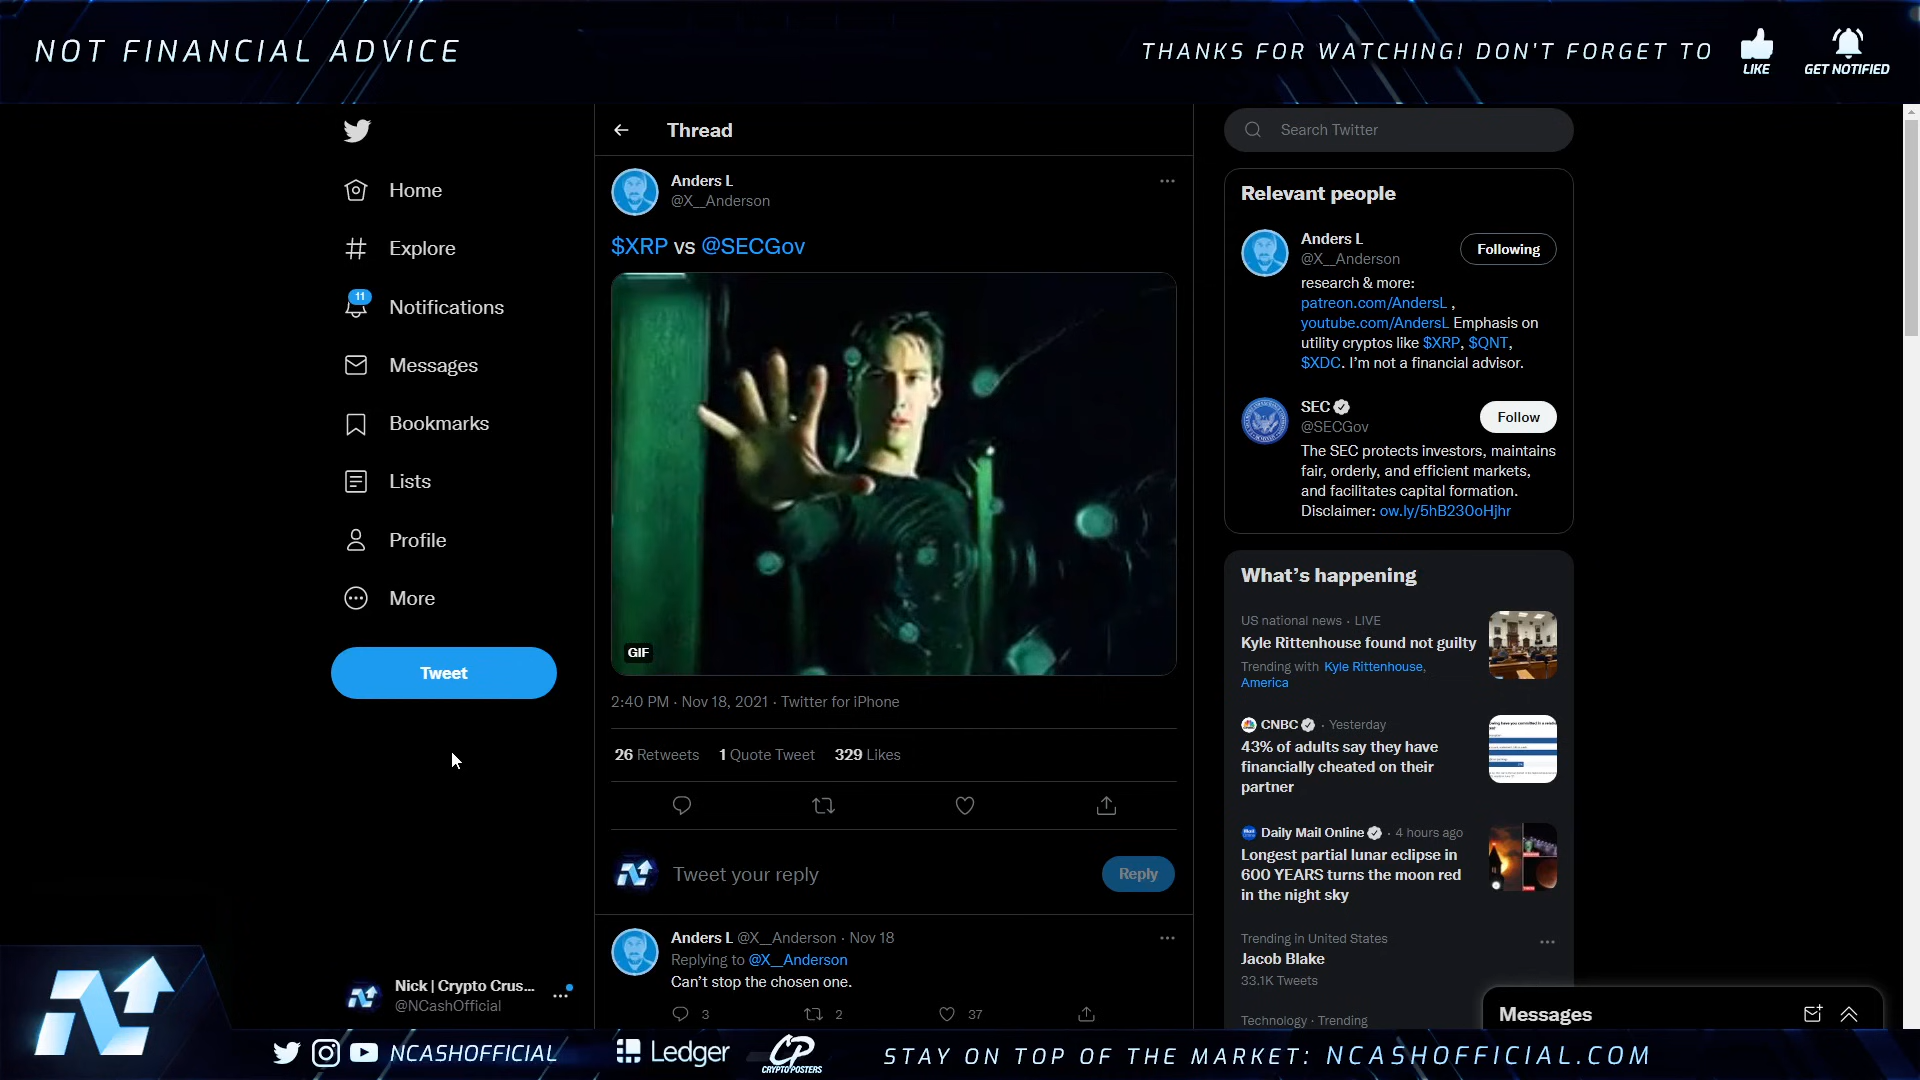 NOT FINANCIAL ADVICE
THANKS FOR WATCHING! DON'T FORGET TO
LIKE
GET NOTIFIED
Home
Explore
11
Notifications
Messages
Bookmarks
Lists
Profile
More
Tweet
Nick | Crypto Crus...
@NCashOfficial
Thread
Anders L
@X__Anderson
$XRP vs @SECGov
GIF
2:40 PM · Nov 18, 2021 · Twitter for iPhone
26 Retweets 1 Quote Tweet 329 Likes
Tweet your reply
Reply
Anders L @X__Anderson · Nov 18
Replying to @X__Anderson
Can't stop the chosen one.
3 2 37
Search Twitter
Relevant people
Anders L
@X__Anderson
Following
research & more:
patreon.com/AndersL ,
youtube.com/AndersL Emphasis on
utility cryptos like $XRP, $QNT,
$XDC. I'm not a financial advisor.
SEC
@SECGov
Follow
The SEC protects investors, maintains
fair, orderly, and efficient markets,
and facilitates capital formation.
Disclaimer: ow.ly/5hB230oHjhr
What's happening
US national news · LIVE
Kyle Rittenhouse found not guilty
Trending with Kyle Rittenhouse,
America
CNBC · Yesterday
43% of adults say they have
financially cheated on their
partner
Daily Mail Online · 4 hours ago
Longest partial lunar eclipse in
600 YEARS turns the moon red
in the night sky
Trending in United States
Jacob Blake
33.1K Tweets
Technology · Trending
Messages
NCASHOFFICIAL
Ledger
CP
CRYPTOPOSTERS
STAY ON TOP OF THE MARKET: NCASHOFFICIAL.COM